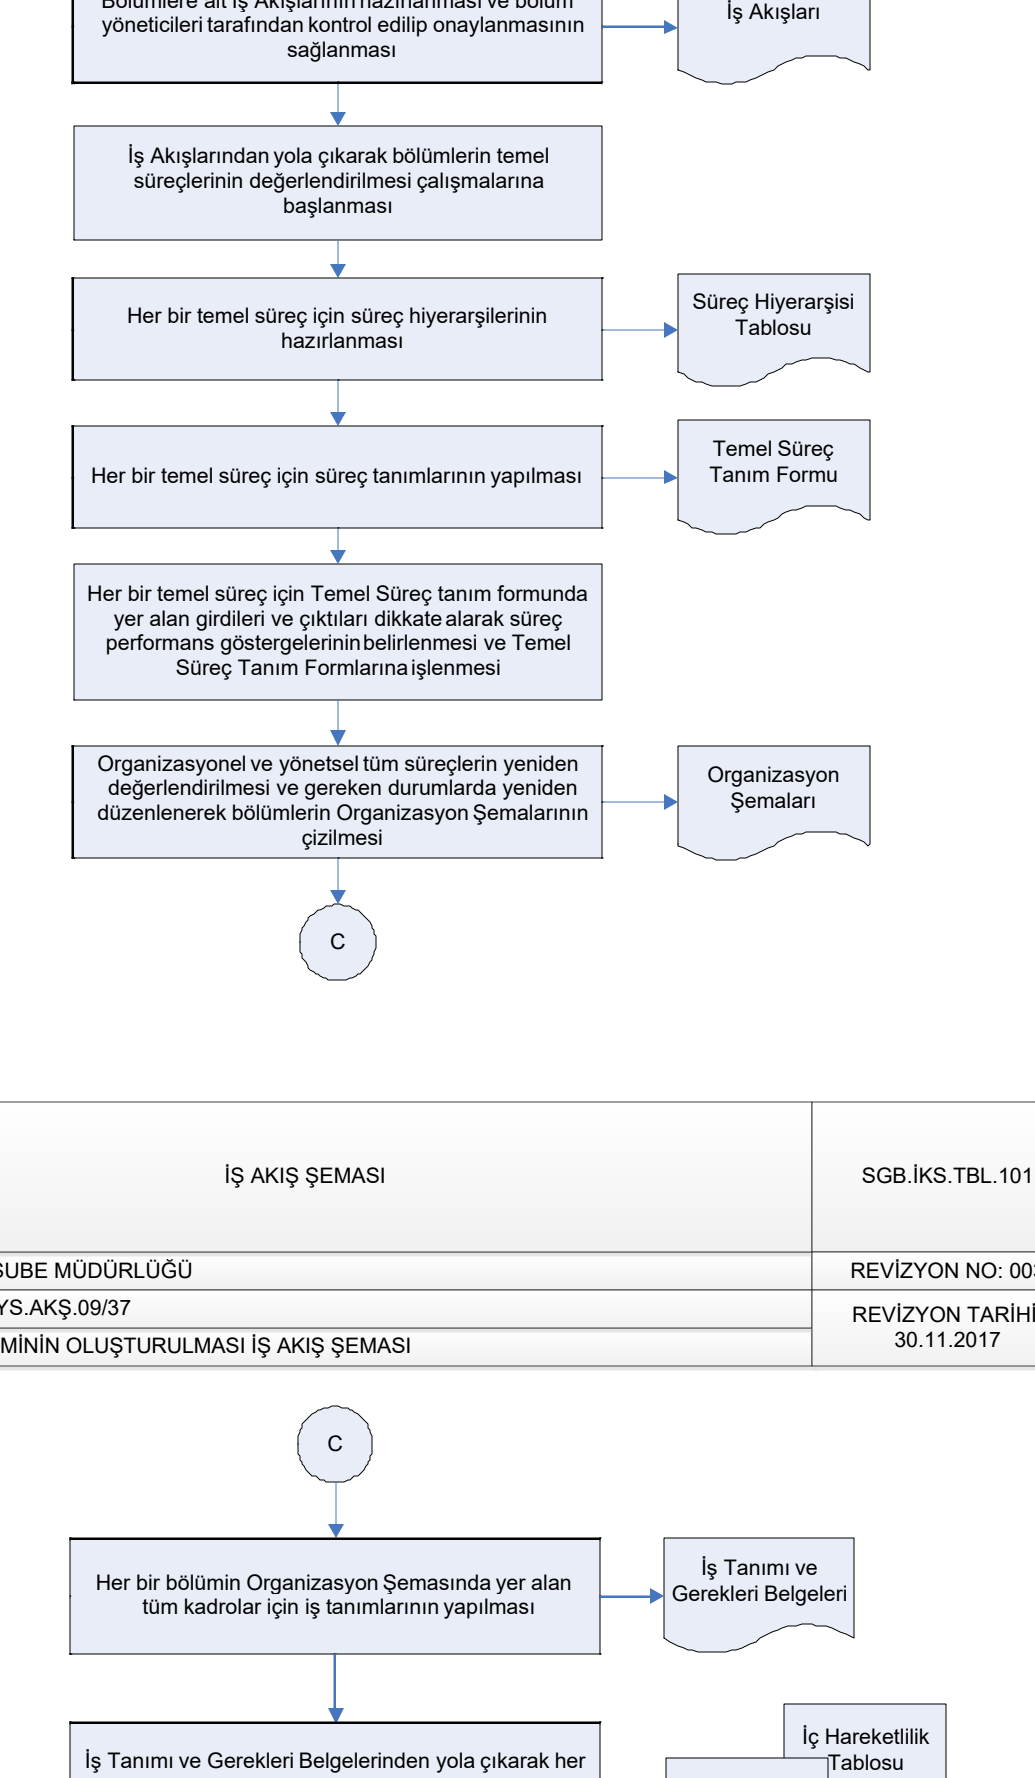 Bölümlere ait İş Akışlarının hazırlanması ve bölüm
yöneticileri tarafından kontrol edilip onaylanmasının
sağlanması
İş Akışları
İş Akışlarından yola çıkarak bölümlerin temel
süreçlerinin değerlendirilmesi çalışmalarına
başlanması
Her bir temel süreç için süreç hiyerarşilerinin
hazırlanması
Süreç Hiyerarşisi
Tablosu
Her bir temel süreç için süreç tanımlarının yapılması
Temel Süreç
Tanım Formu
Her bir temel süreç için Temel Süreç tanım formunda
yer alan girdileri ve çıktıları dikkate alarak süreç
performans göstergelerinin belirlenmesi ve Temel
Süreç Tanım Formlarına işlenmesi
Organizasyonel ve yönetsel tüm süreçlerin yeniden
değerlendirilmesi ve gereken durumlarda yeniden
düzenlenerek bölümlerin Organizasyon Şemalarının
çizilmesi
Organizasyon
Şemaları
C
İŞ AKIŞ ŞEMASI
SGB.İKS.TBL.101
ŞUBE MÜDÜRLÜĞÜ
REVİZYON NO: 003
YS.AKŞ.09/37
REVİZYON TARİHİ
30.11.2017
MİNİN OLUŞTURULMASI İŞ AKIŞ ŞEMASI
C
Her bir bölümin Organizasyon Şemasında yer alan
tüm kadrolar için iş tanımlarının yapılması
İş Tanımı ve
Gerekleri Belgeleri
İş Tanımı ve Gerekleri Belgelerinden yola çıkarak her
İç Hareketlilik
Tablosu